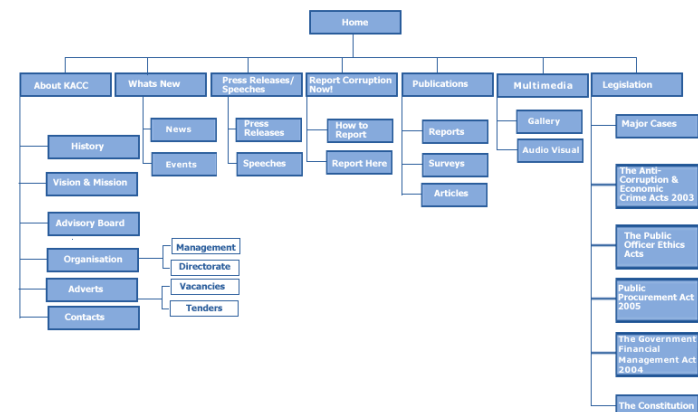 Home
About KACC
Whats New
Press Releases/
Speeches
Report Corruption
Now!
Publications
Multimedia
Legislation
History
Vision & Mission
Advisory Board
Organisation
Adverts
Contacts
Management
Directorate
Vacancies
Tenders
News
Events
Press
Releases
Speeches
How to
Report
Report Here
Reports
Surveys
Articles
Gallery
Audio Visual
Major Cases
The Anti-
Corruption &
Economic
Crime Acts 2003
The Public
Officer Ethics
Acts
Public
Procurement Act
2005
The Government
Financial
Management Act
2004
The Constitution